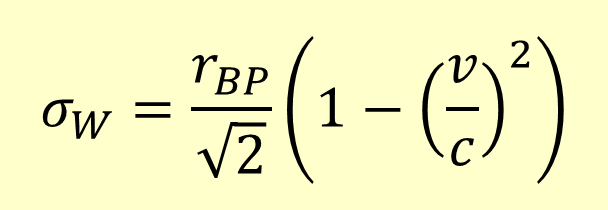 σ_W = r_BP/√2 (1 − (v/c)²)